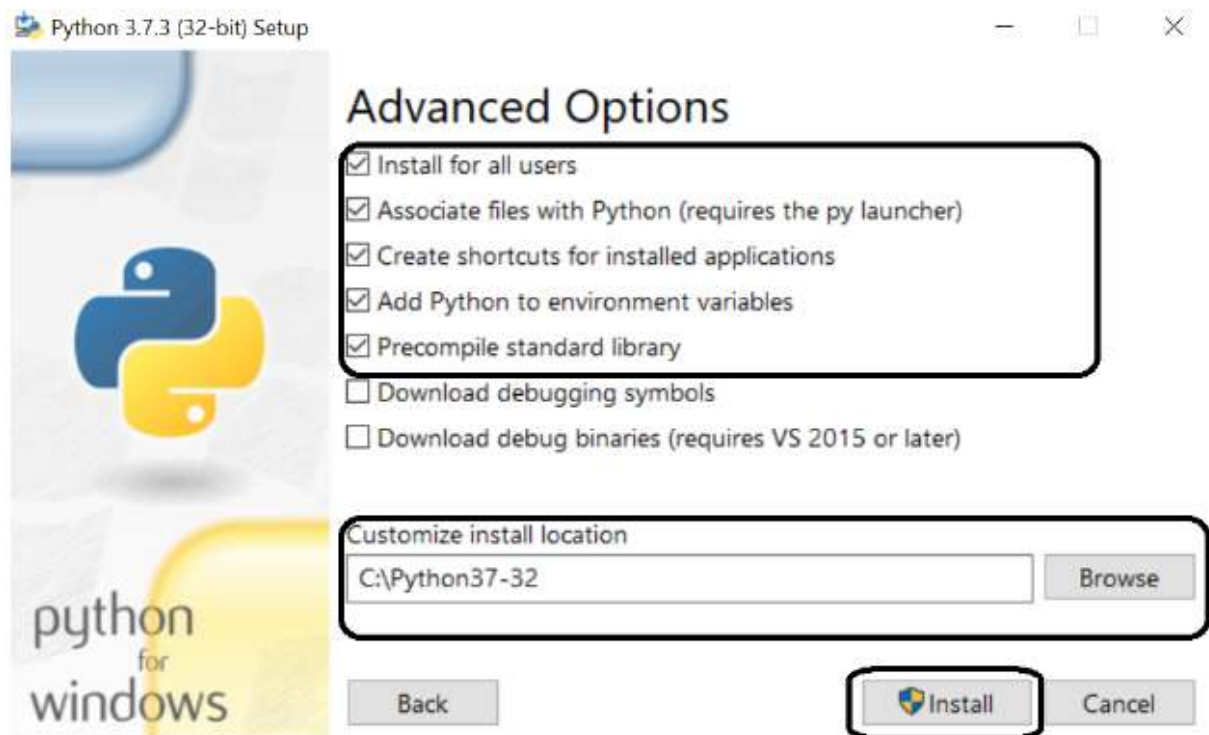 Python 3.7.3 (32-bit) Setup
Advanced Options
Install for all users
Associate files with Python (requires the py launcher)
Create shortcuts for installed applications
Add Python to environment variables
Precompile standard library
Download debugging symbols
Download debug binaries (requires VS 2015 or later)
Customize install location
C:\Python37-32
Browse
python
for
windows
Back
Install
Cancel